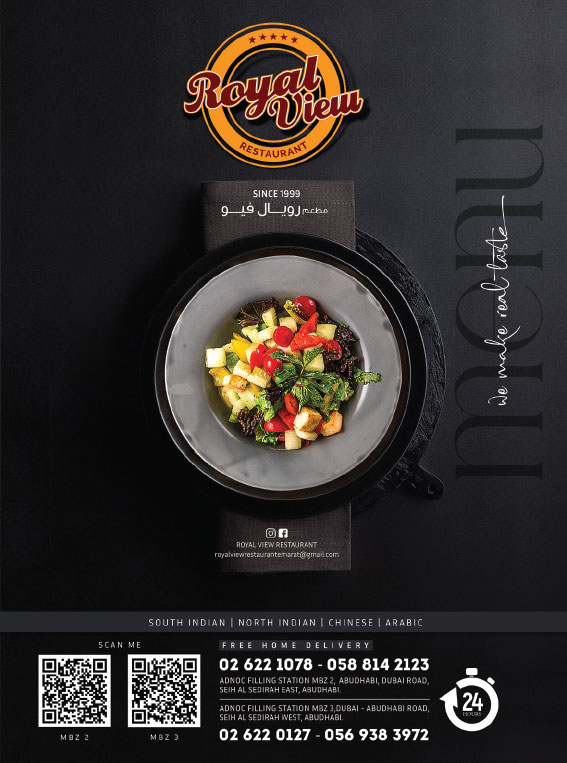 Royal
View
RESTAURANT
SINCE 1999
مطعم رويال فيو
menu
we make real taste
ROYAL VIEW RESTAURANT
royalviewrestaurantemarat@gmail.com
SOUTH INDIAN | NORTH INDIAN | CHINESE | ARABIC
SCAN ME
MBZ 2
MBZ 3
FREE HOME DELIVERY
02 622 1078 - 058 814 2123
ADNOC FILLING STATION MBZ 2, ABUDHABI, DUBAI ROAD,
SEIH AL SEDIRAH EAST, ABUDHABI.
ADNOC FILLING STATION MBZ 3,DUBAI - ABUDHABI ROAD,
SEIH AL SEDIRAH WEST, ABUDHABI.
02 622 0127 - 056 938 3972
24
HOURS